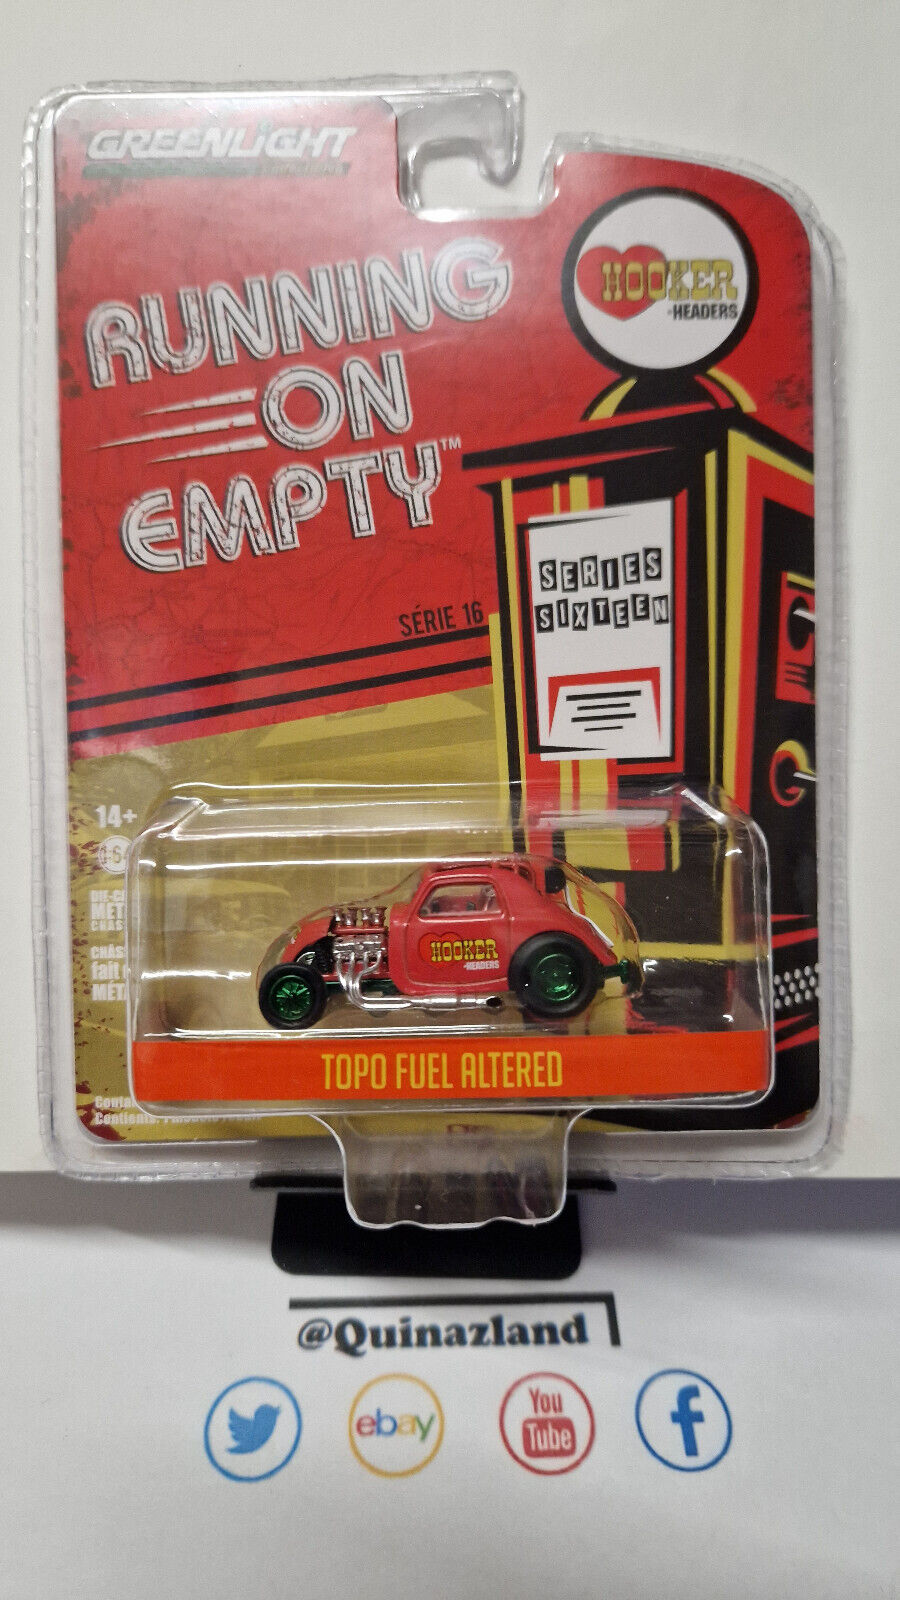 GREENLIGHT
RUNNING
ON
EMPTY™
HOOKER
-HEADERS
SERIES
SIXTEEN
SÉRIE 16
14+
HOOKER
-HEADERS
TOPO FUEL ALTERED
@Quinazland
ebay
You
Tube
f